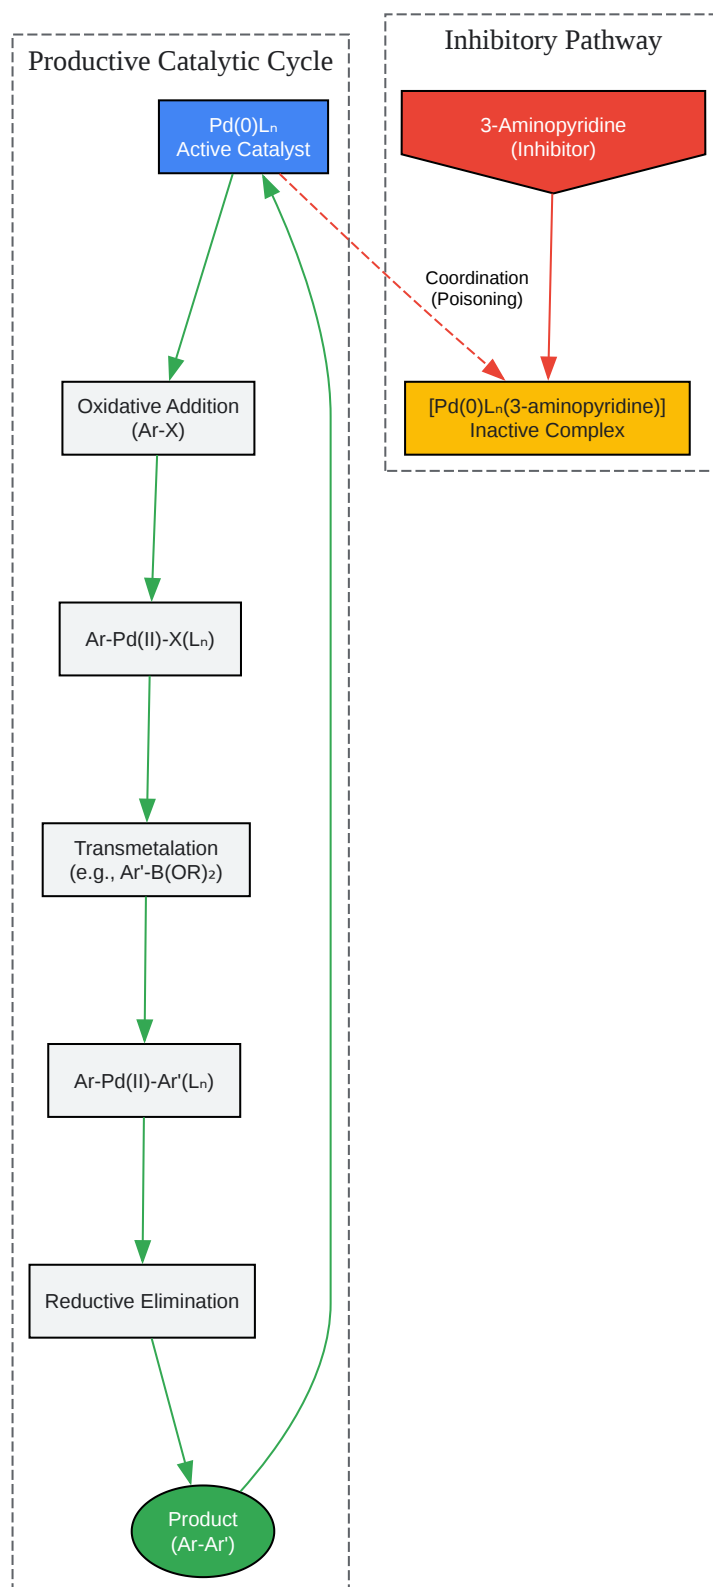 Productive Catalytic Cycle
Pd(0)Lₙ
Active Catalyst
Oxidative Addition
(Ar-X)
Ar-Pd(II)-X(Lₙ)
Transmetalation
(e.g., Ar'-B(OR)₂)
Ar-Pd(II)-Ar'(Lₙ)
Reductive Elimination
Product
(Ar-Ar')
Inhibitory Pathway
3-Aminopyridine
(Inhibitor)
Coordination
(Poisoning)
[Pd(0)Lₙ(3-aminopyridine)]
Inactive Complex